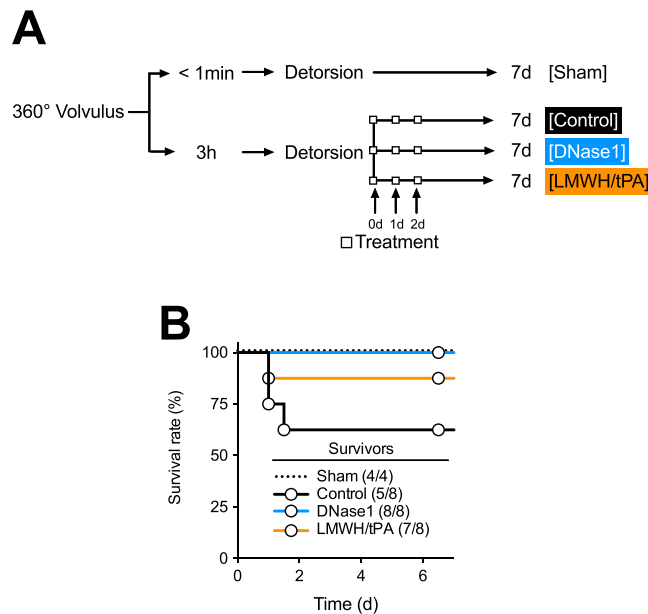 A
< 1min Detorsion 7d [Sham]
360° Volvulus
7d [Control]
3h Detorsion 7d [DNase1]
7d [LMWH/tPA]
0d 1d 2d
Treatment
B
Survival rate (%)
100
75
50
25
0
Survivors
Sham (4/4)
Control (5/8)
DNase1 (8/8)
LMWH/tPA (7/8)
0 2 4 6
Time (d)